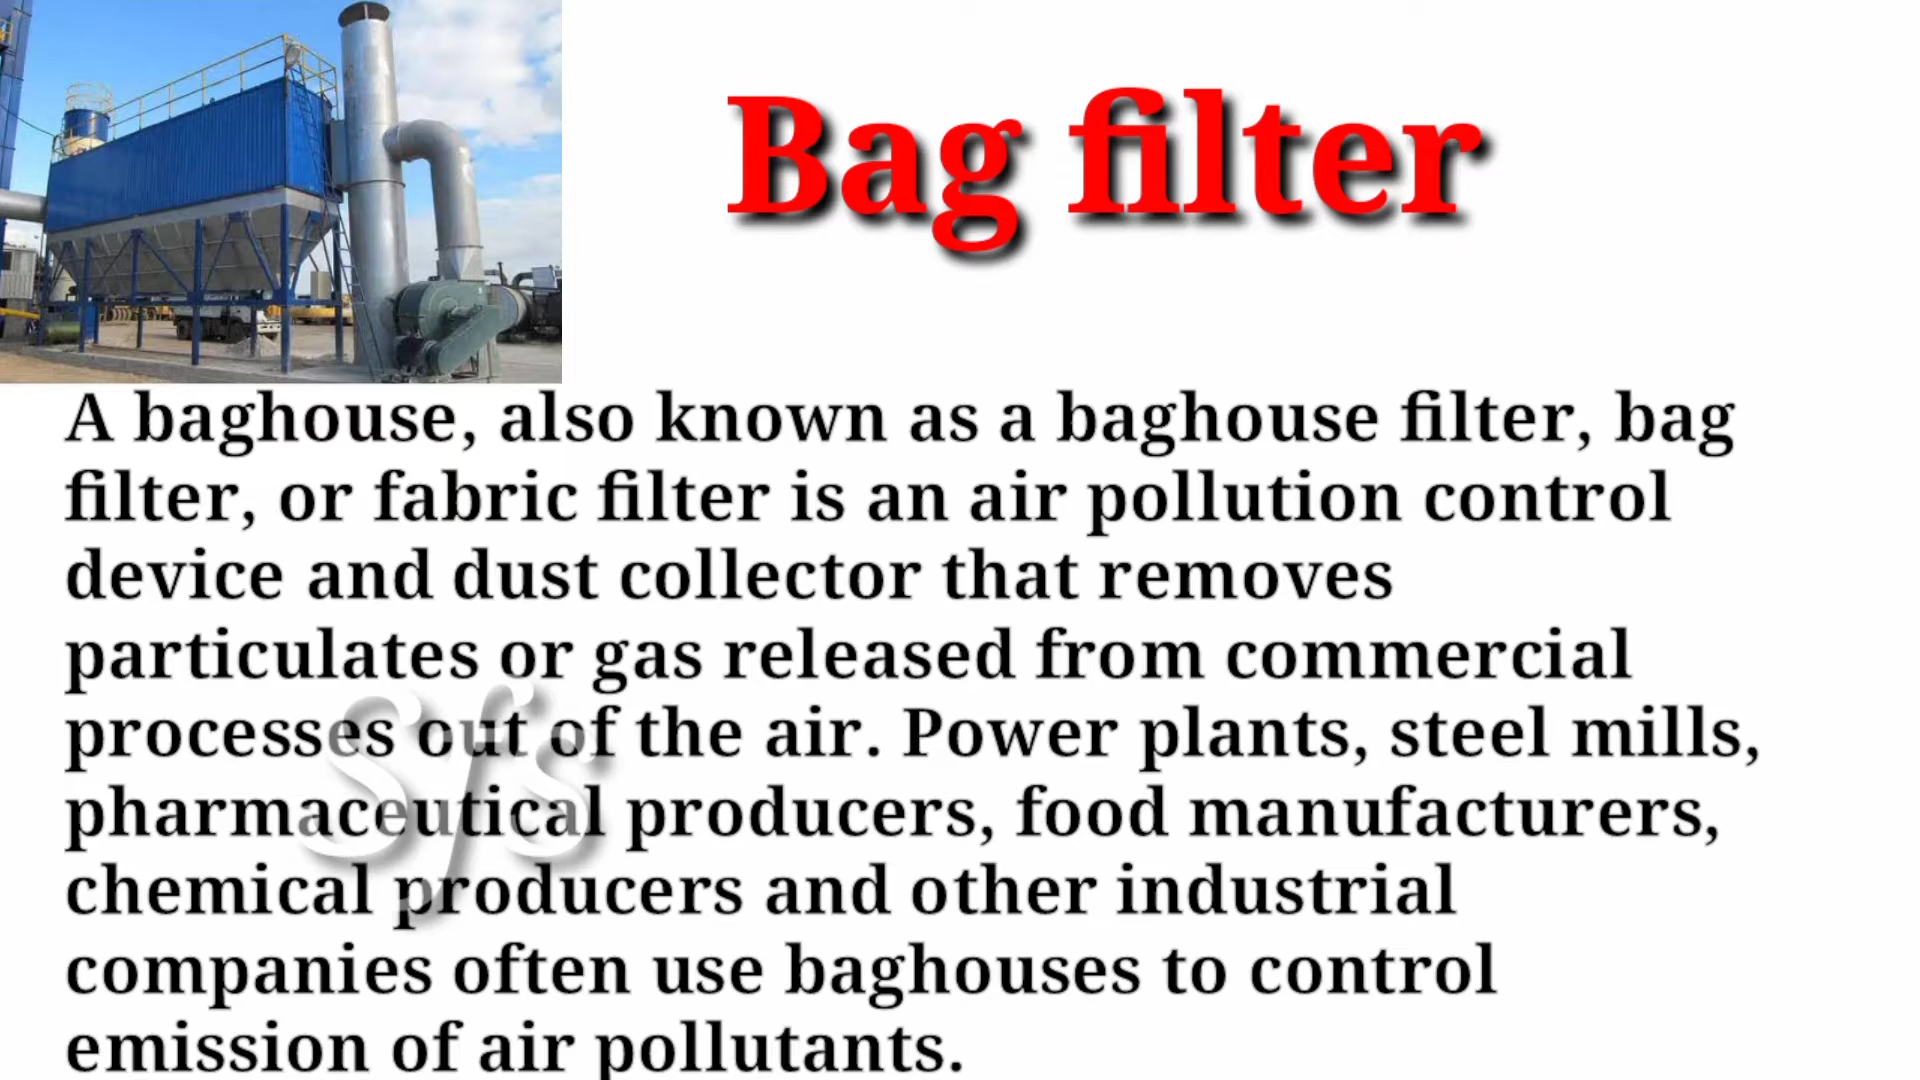 Bag filter
A baghouse, also known as a baghouse filter, bag
filter, or fabric filter is an air pollution control
device and dust collector that removes
particulates or gas released from commercial
processes out of the air. Power plants, steel mills,
pharmaceutical producers, food manufacturers,
chemical producers and other industrial
companies often use baghouses to control
emission of air pollutants.
sfs